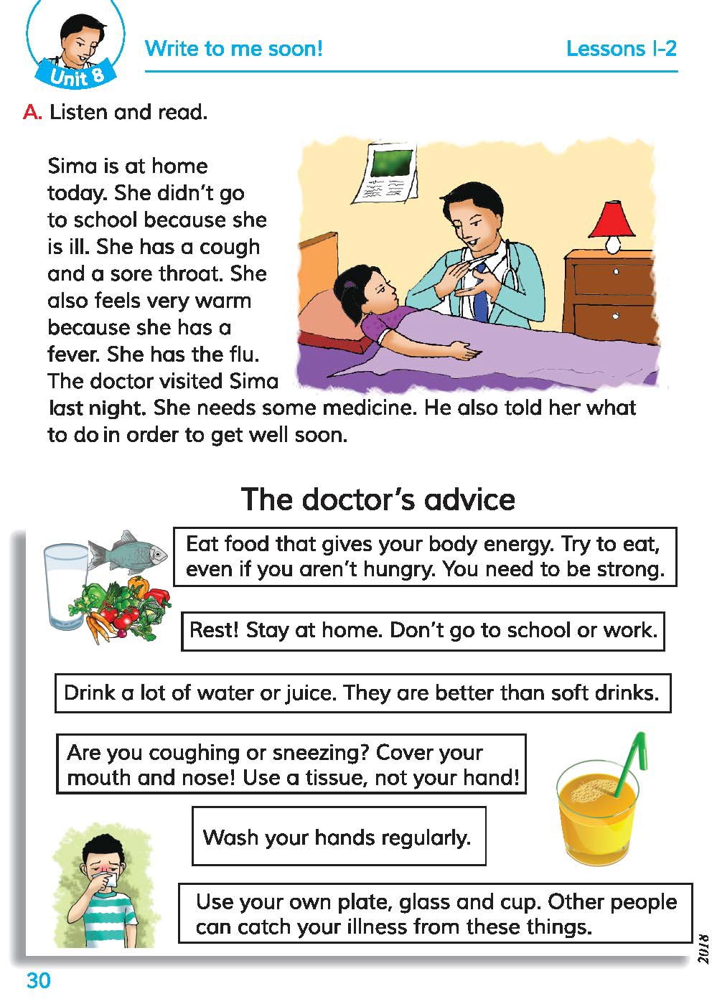 Unit 8
Write to me soon!
Lessons 1-2
A. Listen and read.
Sima is at home
today. She didn't go
to school because she
is ill. She has a cough
and a sore throat. She
also feels very warm
because she has a
fever. She has the flu.
The doctor visited Sima
last night. She needs some medicine. He also told her what
to do in order to get well soon.
The doctor's advice
Eat food that gives your body energy. Try to eat,
even if you aren't hungry. You need to be strong.
Rest! Stay at home. Don't go to school or work.
Drink a lot of water or juice. They are better than soft drinks.
Are you coughing or sneezing? Cover your
mouth and nose! Use a tissue, not your hand!
Wash your hands regularly.
Use your own plate, glass and cup. Other people
can catch your illness from these things.
2018
30